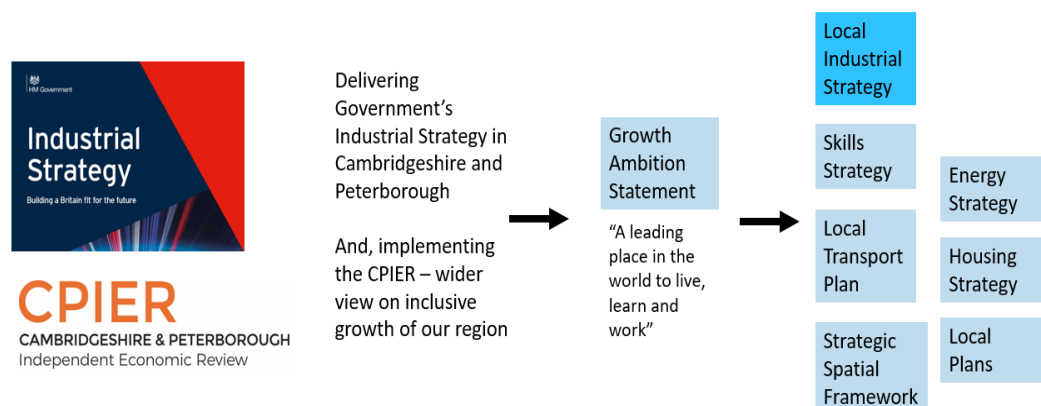 HM Government
Industrial
Strategy
Building a Britain fit for the future
CPIER
CAMBRIDGESHIRE & PETERBOROUGH
Independent Economic Review
Delivering
Government’s
Industrial Strategy in
Cambridgeshire and
Peterborough
And, implementing
the CPIER – wider
view on inclusive
growth of our region
Growth
Ambition
Statement
“A leading
place in the
world to live,
learn and
work”
Local
Industrial
Strategy
Skills
Strategy
Local
Transport
Plan
Strategic
Spatial
Framework
Energy
Strategy
Housing
Strategy
Local
Plans